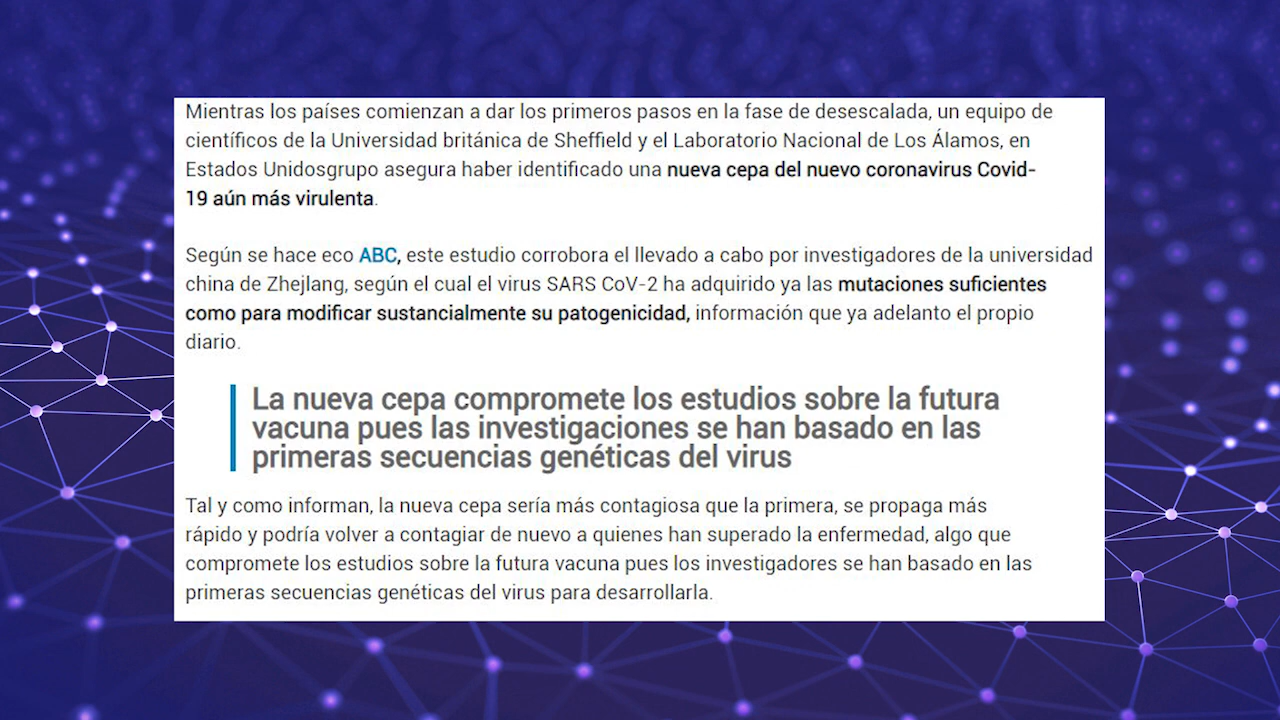 Mientras los países comienzan a dar los primeros pasos en la fase de desescalada, un equipo de
científicos de la Universidad británica de Sheffield y el Laboratorio Nacional de Los Álamos, en
Estados Unidosgrupo asegura haber identificado una nueva cepa del nuevo coronavirus Covid-
19 aún más virulenta.
Según se hace eco ABC, este estudio corrobora el llevado a cabo por investigadores de la universidad
china de Zhejlang, según el cual el virus SARS CoV-2 ha adquirido ya las mutaciones suficientes
como para modificar sustancialmente su patogenicidad, información que ya adelanto el propio
diario.
La nueva cepa compromete los estudios sobre la futura
vacuna pues las investigaciones se han basado en las
primeras secuencias genéticas del virus
Tal y como informan, la nueva cepa sería más contagiosa que la primera, se propaga más
rápido y podría volver a contagiar de nuevo a quienes han superado la enfermedad, algo que
compromete los estudios sobre la futura vacuna pues los investigadores se han basado en las
primeras secuencias genéticas del virus para desarrollarla.